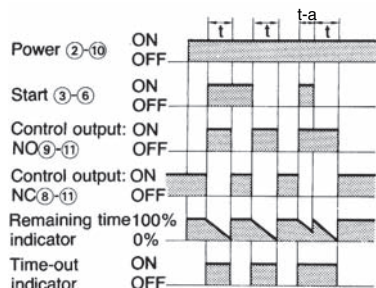 t t t-a t
Power ②-⑩ ON
OFF
Start ③-⑥ ON
OFF
Control output: ON
NO⑨-⑪ OFF
Control output: ON
NC⑧-⑪ OFF
Remaining time 100%
indicator 0%
Time-out ON
indicator OFF